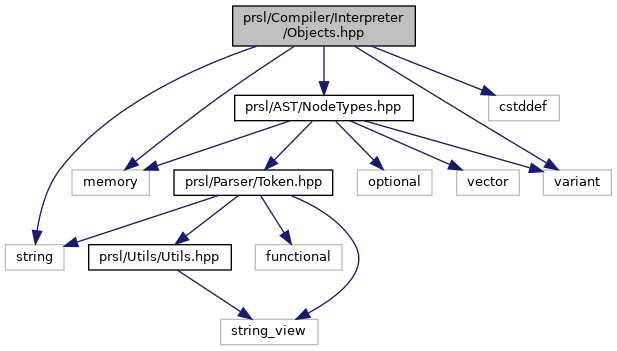 prsl/Compiler/Interpreter
/Objects.hpp
prsl/AST/NodeTypes.hpp
cstddef
memory
prsl/Parser/Token.hpp
optional
vector
variant
string
prsl/Utils/Utils.hpp
functional
string_view